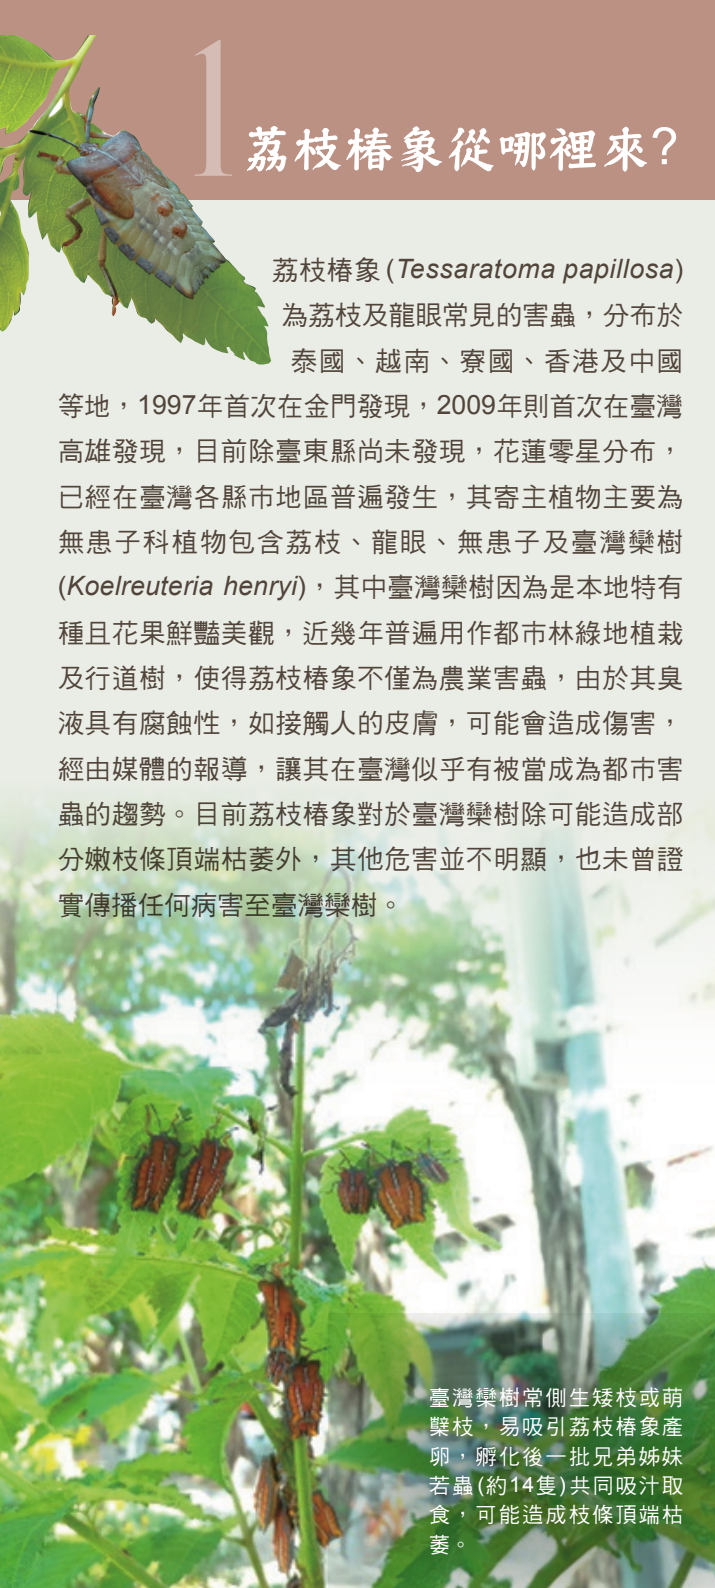 1
荔枝椿象從哪裡來?
荔枝椿象(Tessaratoma papillosa)
為荔枝及龍眼常見的害蟲，分布於
泰國、越南、寮國、香港及中國
等地，1997年首次在金門發現，2009年則首次在臺灣
高雄發現，目前除臺東縣尚未發現，花蓮零星分布，
已經在臺灣各縣市地區普遍發生，其寄主植物主要為
無患子科植物包含荔枝、龍眼、無患子及臺灣欒樹
(Koelreuteria henryi)，其中臺灣欒樹因為是本地特有
種且花果鮮豔美觀，近幾年普遍用作都市林綠地植栽
及行道樹，使得荔枝椿象不僅為農業害蟲，由於其臭
液具有腐蝕性，如接觸人的皮膚，可能會造成傷害，
經由媒體的報導，讓其在臺灣似乎有被當成為都市害
蟲的趨勢。目前荔枝椿象對於臺灣欒樹除可能造成部
分嫩枝條頂端枯萎外，其他危害並不明顯，也未曾證
實傳播任何病害至臺灣欒樹。
臺灣欒樹常側生矮枝或萌
櫱枝，易吸引荔枝椿象產
卵，孵化後一批兄弟姊妹
若蟲(約14隻)共同吸汁取
食，可能造成枝條頂端枯
萎。